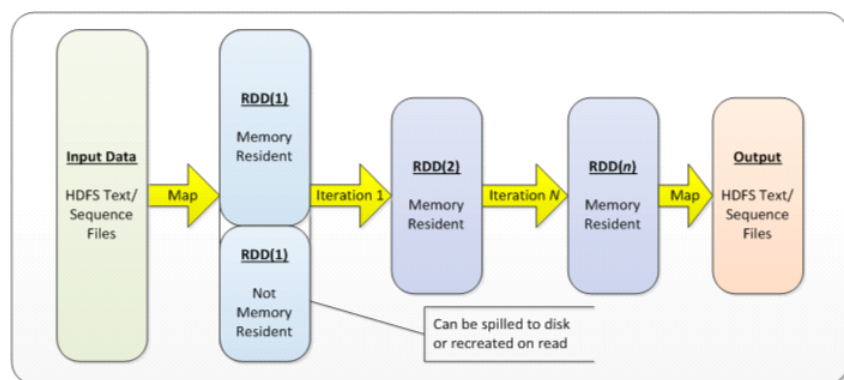 Input Data
HDFS Text/
Sequence
Files
Map
RDD(1)
Memory
Resident
RDD(1)
Not
Memory
Resident
Iteration 1
RDD(2)
Memory
Resident
Iteration N
RDD(n)
Memory
Resident
Map
Output
HDFS Text/
Sequence
Files
Can be spilled to disk
or recreated on read